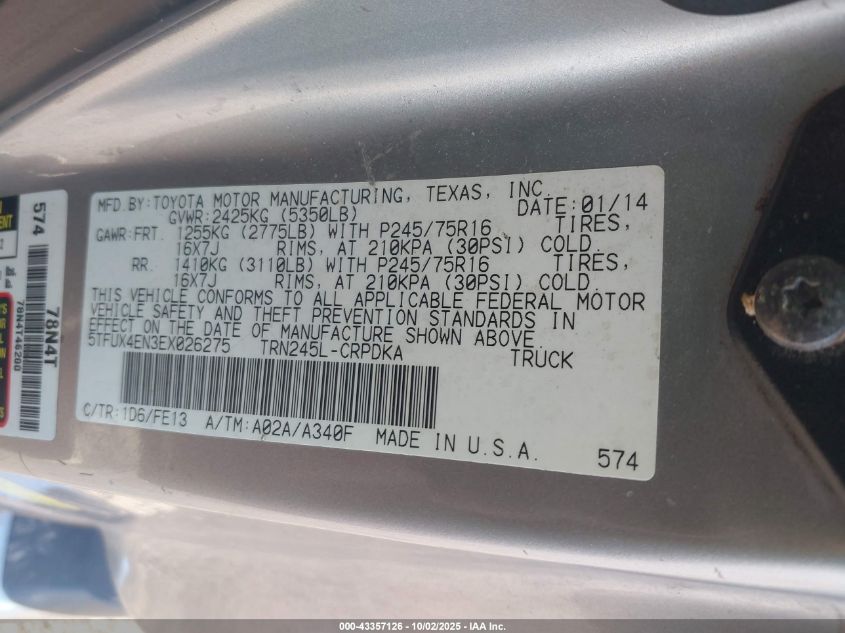 MFD.BY:TOYOTA MOTOR MANUFACTURING, TEXAS, INC.
GVWR:2425KG (5350LB) DATE:01/14
GAWR:FRT. 1255KG (2775LB) WITH P245/75R16 TIRES,
16X7J RIMS, AT 210KPA (30PSI) COLD.
RR. 1410KG (3110LB) WITH P245/75R16 TIRES,
16X7J RIMS, AT 210KPA (30PSI) COLD.
THIS VEHICLE CONFORMS TO ALL APPLICABLE FEDERAL MOTOR
VEHICLE SAFETY AND THEFT PREVENTION STANDARDS IN
EFFECT ON THE DATE OF MANUFACTURE SHOWN ABOVE.
5TFUX4EN3EX026275 TRN245L-CRPDKA TRUCK
C/TR:1D6/FE13 A/TM:A02A/A340F MADE IN U.S.A.
574
574
78N4T
78N4T46200
lbs.
lb.
000-43357126 - 10/02/2025 - IAA Inc.